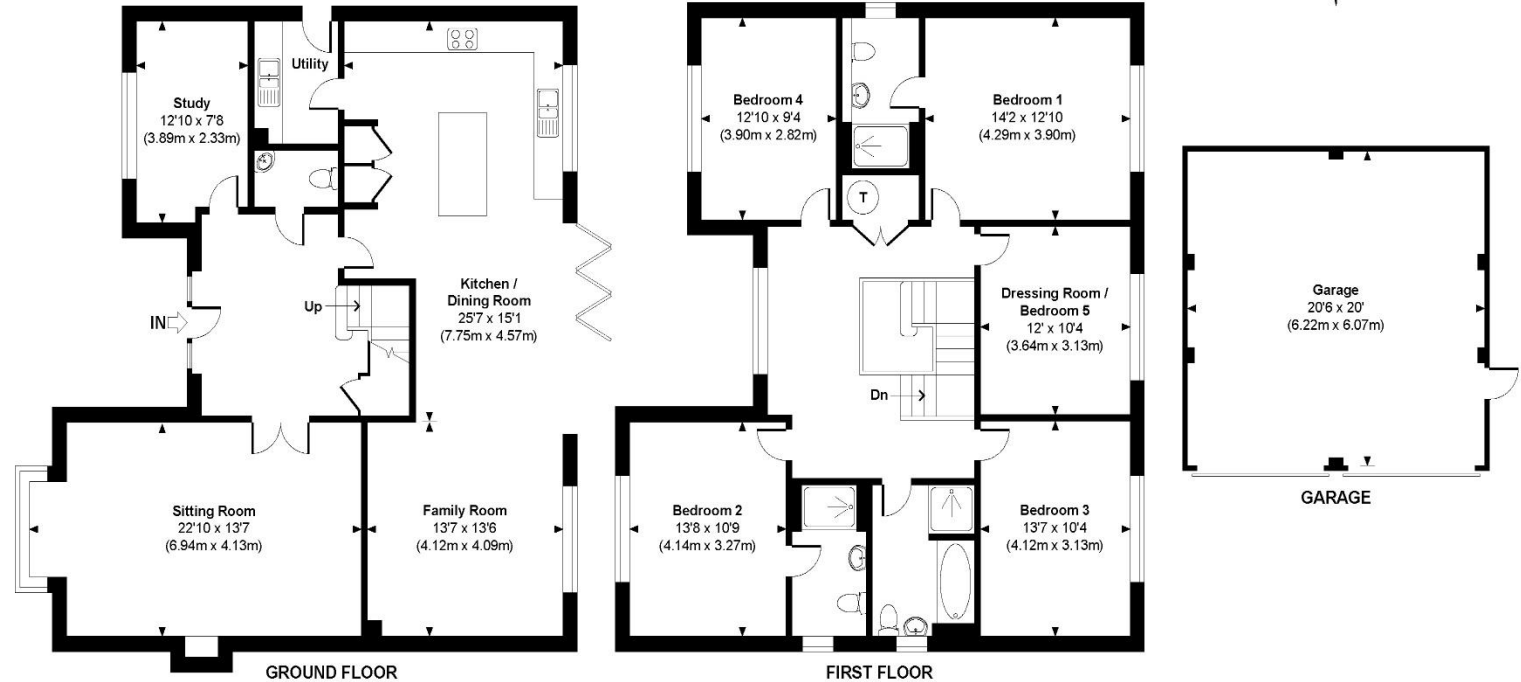 Study
12'10 x 7'8
(3.89m x 2.33m)
Utility
Kitchen /
Dining Room
25'7 x 15'1
(7.75m x 4.57m)
Up
IN
Sitting Room
22'10 x 13'7
(6.94m x 4.13m)
Family Room
13'7 x 13'6
(4.12m x 4.09m)
GROUND FLOOR
Bedroom 4
12'10 x 9'4
(3.90m x 2.82m)
Bedroom 1
14'2 x 12'10
(4.29m x 3.90m)
T
Dressing Room /
Bedroom 5
12' x 10'4
(3.64m x 3.13m)
Dn
Bedroom 2
13'8 x 10'9
(4.14m x 3.27m)
Bedroom 3
13'7 x 10'4
(4.12m x 3.13m)
FIRST FLOOR
Garage
20'6 x 20'
(6.22m x 6.07m)
GARAGE